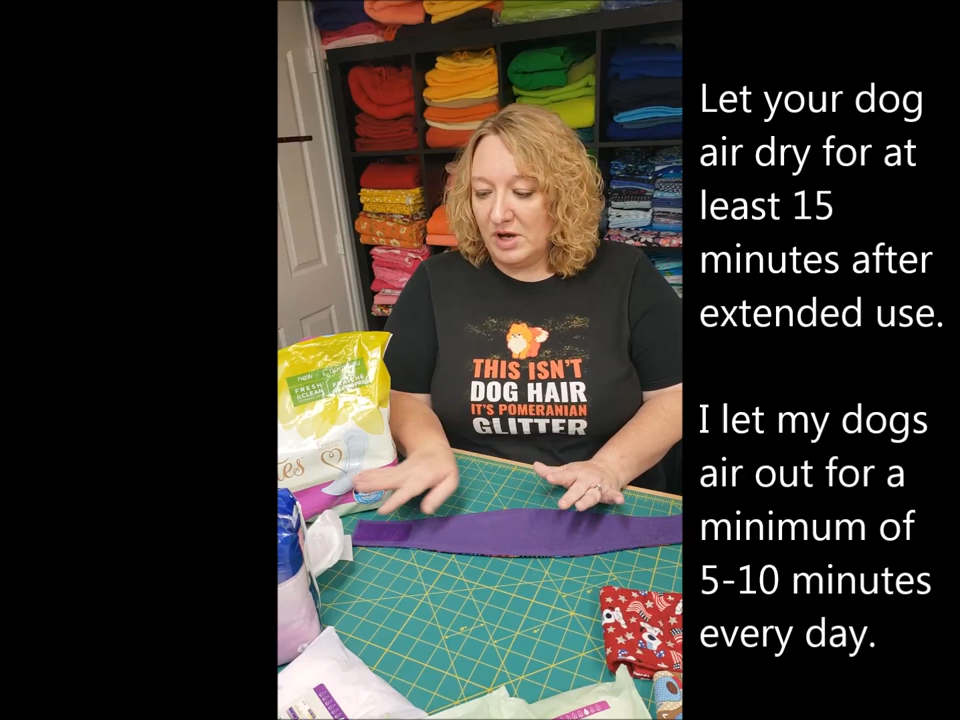 Let your dog
air dry for at
least 15
minutes after
extended use.
I let my dogs
air out for a
minimum of
5-10 minutes
every day.
THIS ISN'T
DOG HAIR
IT'S POMERANIAN
GLITTER
FRESH
& CLEAN